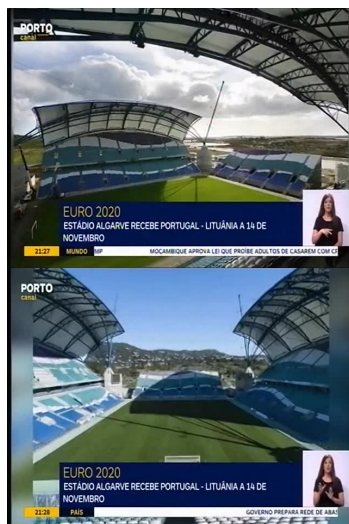 PORTO
canal
EURO 2020
ESTÁDIO ALGARVE RECEBE PORTUGAL - LITUÂNIA A 14 DE
NOVEMBRO
21:27 MUNDO MP MOÇAMBIQUE APROVA LEI QUE PROÍBE ADULTOS DE CASAREM COM
PORTO
canal
EURO 2020
ESTÁDIO ALGARVE RECEBE PORTUGAL - LITUÂNIA A 14 DE
NOVEMBRO
21:28 PAÍS GOVERNO PREPARA REDE DE